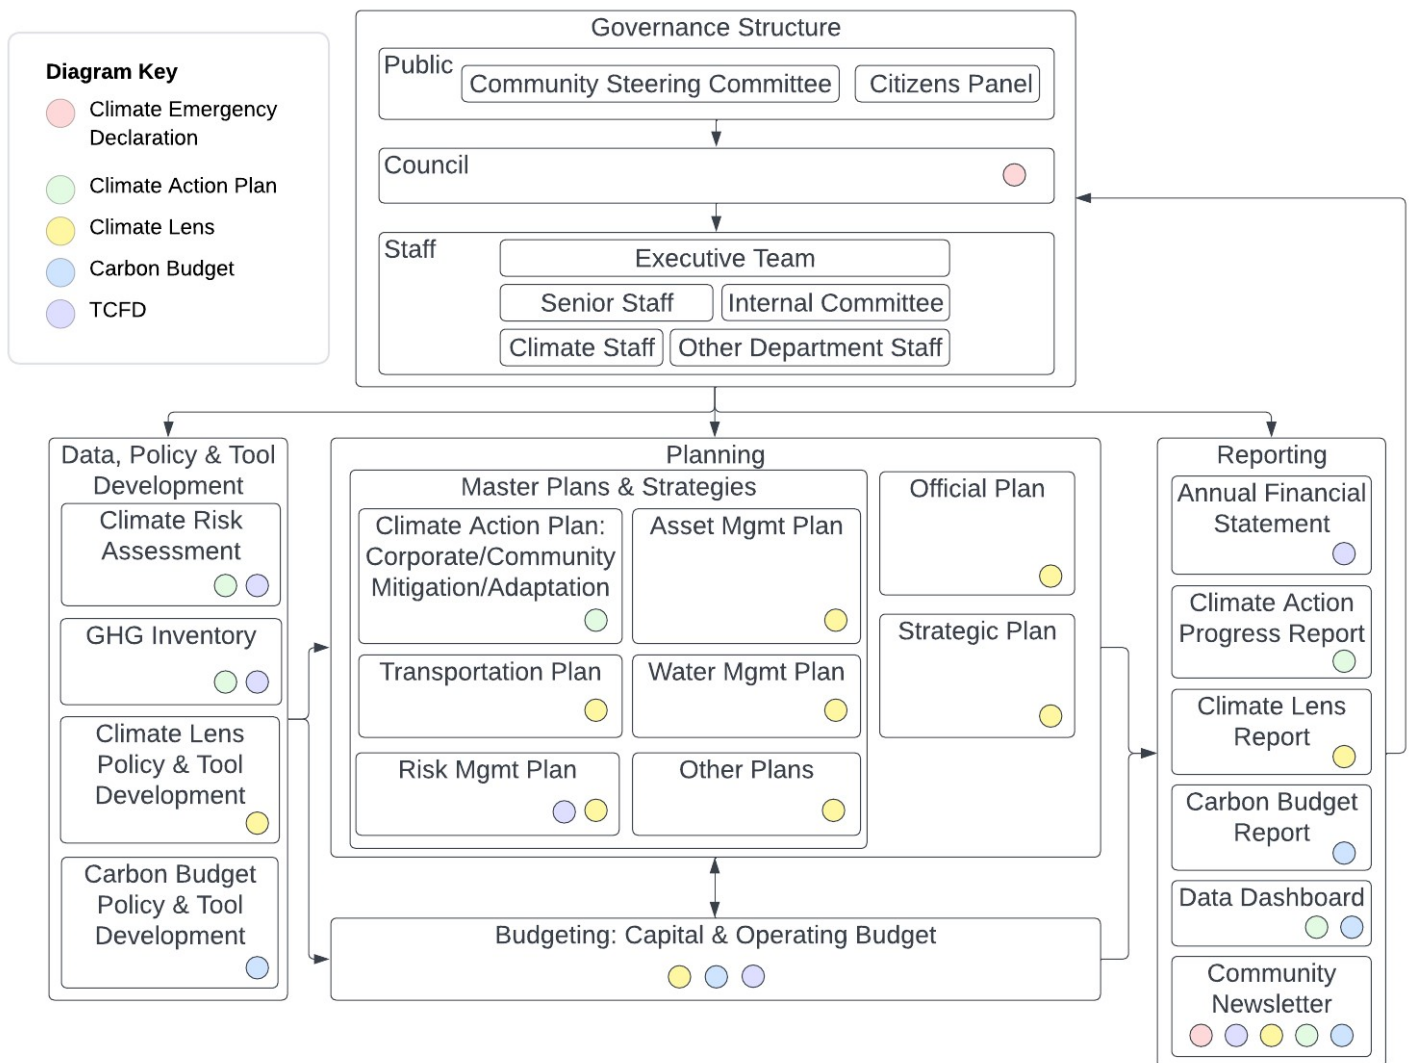 Diagram Key
Climate Emergency
Declaration
Climate Action Plan
Climate Lens
Carbon Budget
TCFD
Governance Structure
Public
Community Steering Committee
Citizens Panel
Council
Staff
Executive Team
Senior Staff
Internal Committee
Climate Staff
Other Department Staff
Data, Policy & Tool
Development
Climate Risk
Assessment
GHG Inventory
Climate Lens
Policy & Tool
Development
Carbon Budget
Policy & Tool
Development
Planning
Master Plans & Strategies
Climate Action Plan:
Corporate/Community
Mitigation/Adaptation
Asset Mgmt Plan
Transportation Plan
Water Mgmt Plan
Risk Mgmt Plan
Other Plans
Official Plan
Strategic Plan
Budgeting: Capital & Operating Budget
Reporting
Annual Financial
Statement
Climate Action
Progress Report
Climate Lens
Report
Carbon Budget
Report
Data Dashboard
Community
Newsletter